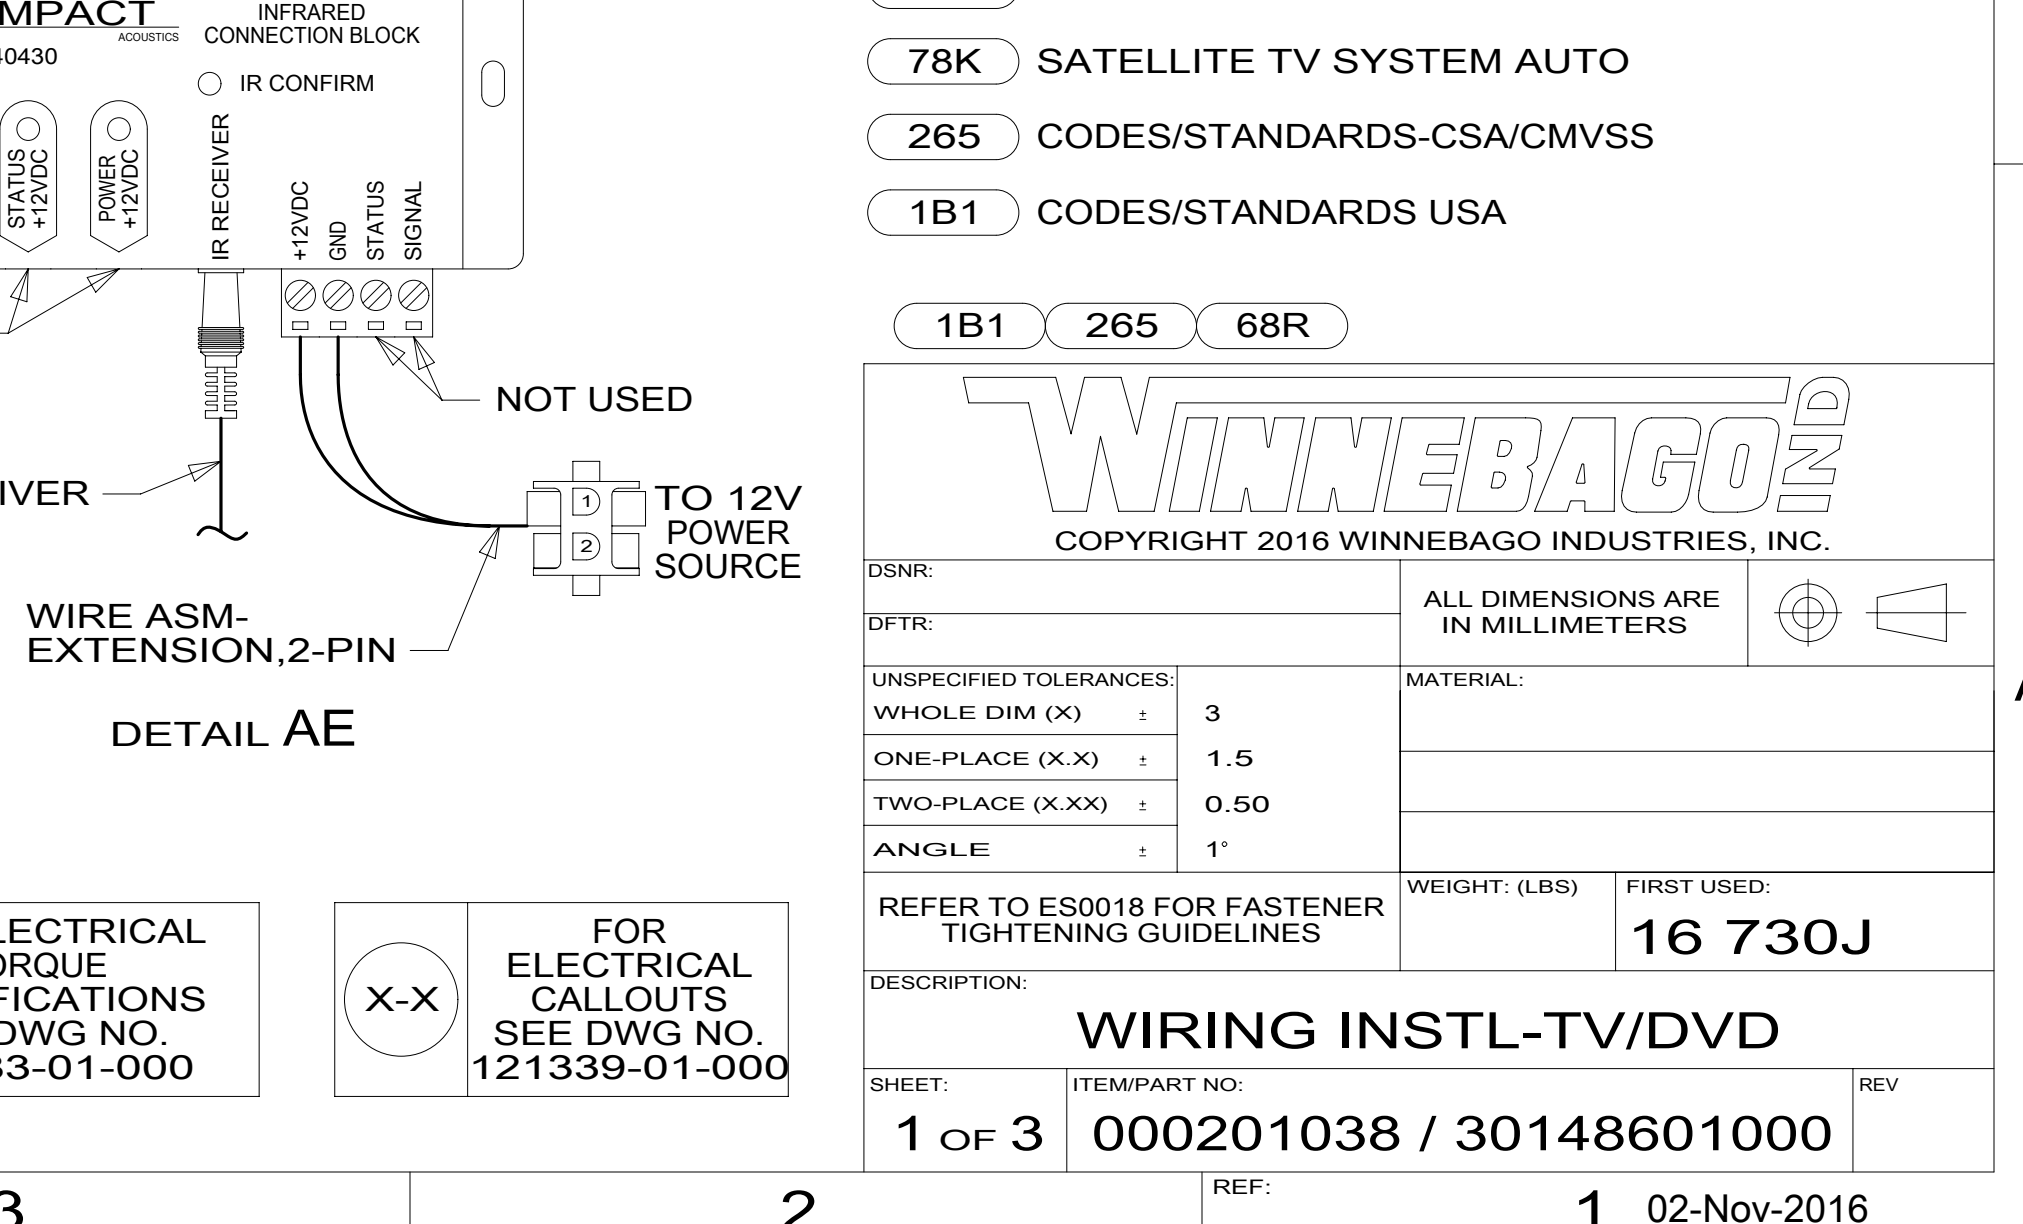 MPACT
ACOUSTICS
INFRARED
CONNECTION BLOCK
40430
IR CONFIRM
STATUS
+12VDC
POWER
+12VDC
IR RECEIVER
+12VDC
GND
STATUS
SIGNAL
NOT USED
IVER
1
2
TO 12V
POWER
SOURCE
WIRE ASM-
EXTENSION,2-PIN
DETAIL AE
LECTRICAL
ORQUE
FICATIONS
DWG NO.
33-01-000
X-X
FOR
ELECTRICAL
CALLOUTS
SEE DWG NO.
121339-01-000
78K SATELLITE TV SYSTEM AUTO
265 CODES/STANDARDS-CSA/CMVSS
1B1 CODES/STANDARDS USA
1B1 265 68R
WINNEBAGO IND
COPYRIGHT 2016 WINNEBAGO INDUSTRIES, INC.
DSNR:
DFTR:
ALL DIMENSIONS ARE
IN MILLIMETERS
UNSPECIFIED TOLERANCES:
WHOLE DIM (X) ± 3
ONE-PLACE (X.X) ± 1.5
TWO-PLACE (X.XX) ± 0.50
ANGLE ± 1°
MATERIAL:
REFER TO ES0018 FOR FASTENER
TIGHTENING GUIDELINES
WEIGHT: (LBS)
FIRST USED:
16 730J
DESCRIPTION:
WIRING INSTL-TV/DVD
SHEET:
1 OF 3
ITEM/PART NO:
000201038 / 30148601000
REV
3
2
REF:
1
02-Nov-2016